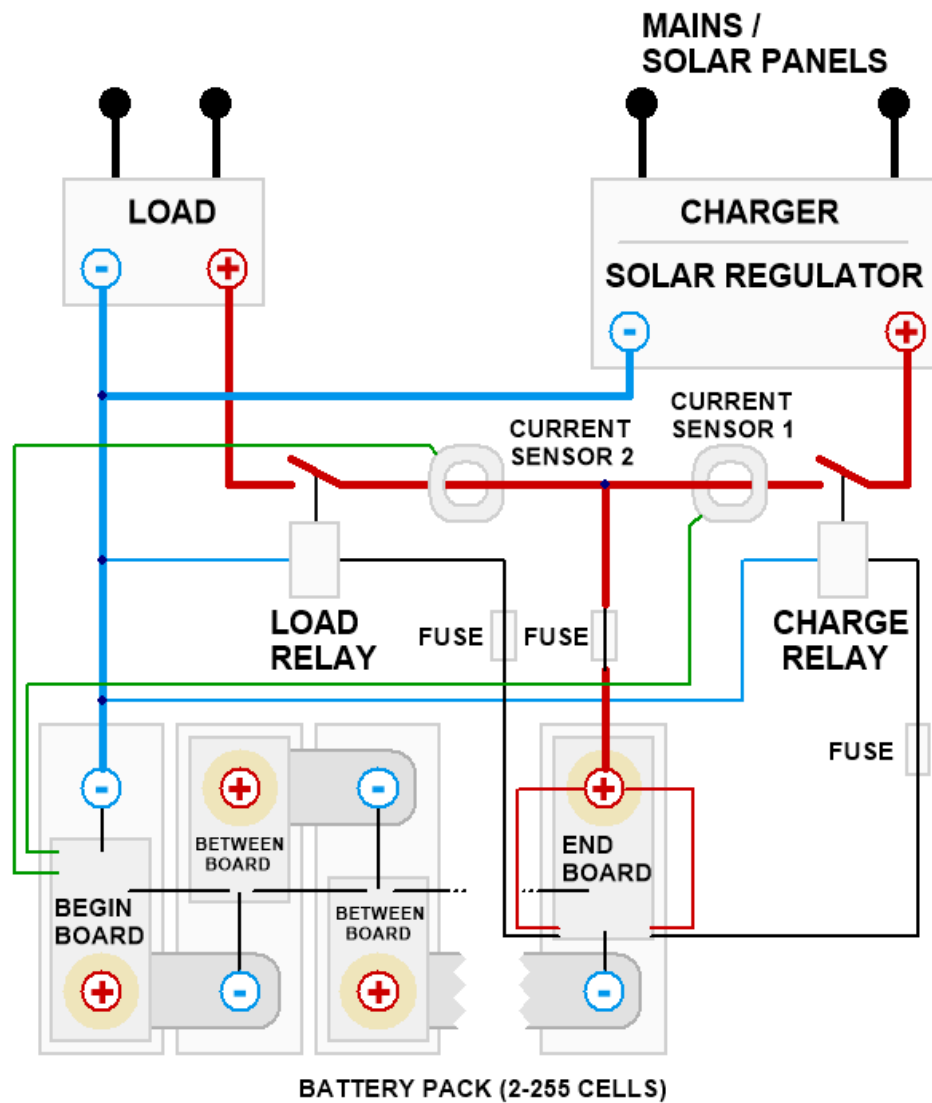 MAINS /
SOLAR PANELS
LOAD
CHARGER
SOLAR REGULATOR
- +
- +
CURRENT
SENSOR 2
CURRENT
SENSOR 1
LOAD
RELAY
FUSE
FUSE
CHARGE
RELAY
FUSE
- + - +
BETWEEN
BOARD
END
BOARD
BEGIN
BOARD
BETWEEN
BOARD
+ - + -
BATTERY PACK (2-255 CELLS)